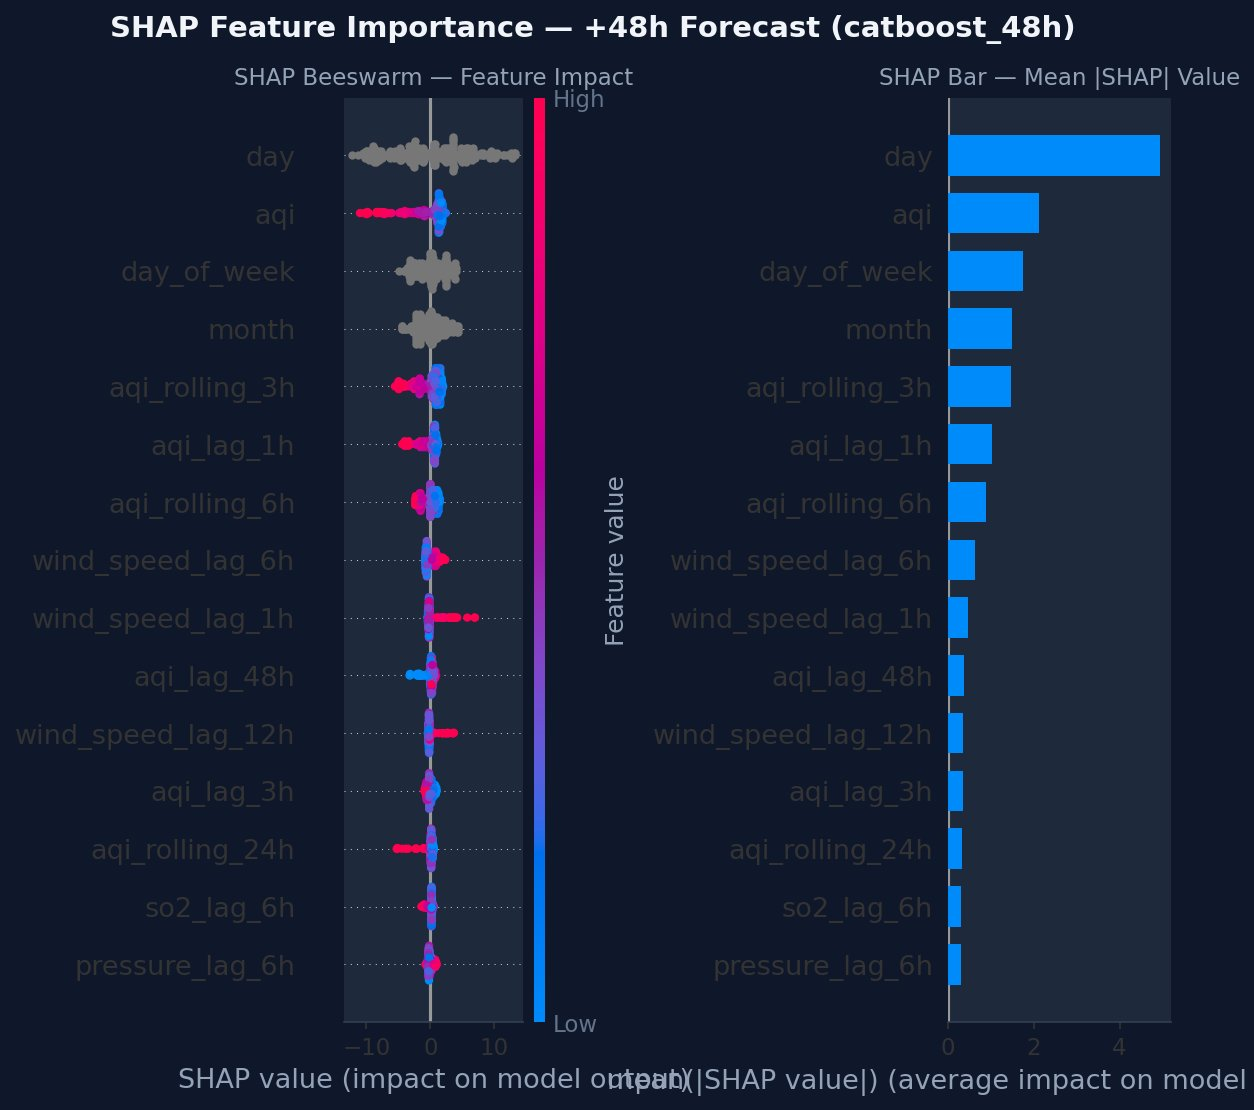 SHAP Feature Importance — +48h Forecast (catboost_48h)
SHAP Beeswarm — Feature Impact
High
day
aqi
day_of_week
month
aqi_rolling_3h
aqi_lag_1h
aqi_rolling_6h
wind_speed_lag_6h
wind_speed_lag_1h
aqi_lag_48h
wind_speed_lag_12h
aqi_lag_3h
aqi_rolling_24h
so2_lag_6h
pressure_lag_6h
Low
Feature value
−10 0 10
SHAP value (impact on model output)
SHAP Bar — Mean |SHAP| Value
day
aqi
day_of_week
month
aqi_rolling_3h
aqi_lag_1h
aqi_rolling_6h
wind_speed_lag_6h
wind_speed_lag_1h
aqi_lag_48h
wind_speed_lag_12h
aqi_lag_3h
aqi_rolling_24h
so2_lag_6h
pressure_lag_6h
0 2 4
mean(|SHAP value|) (average impact on model